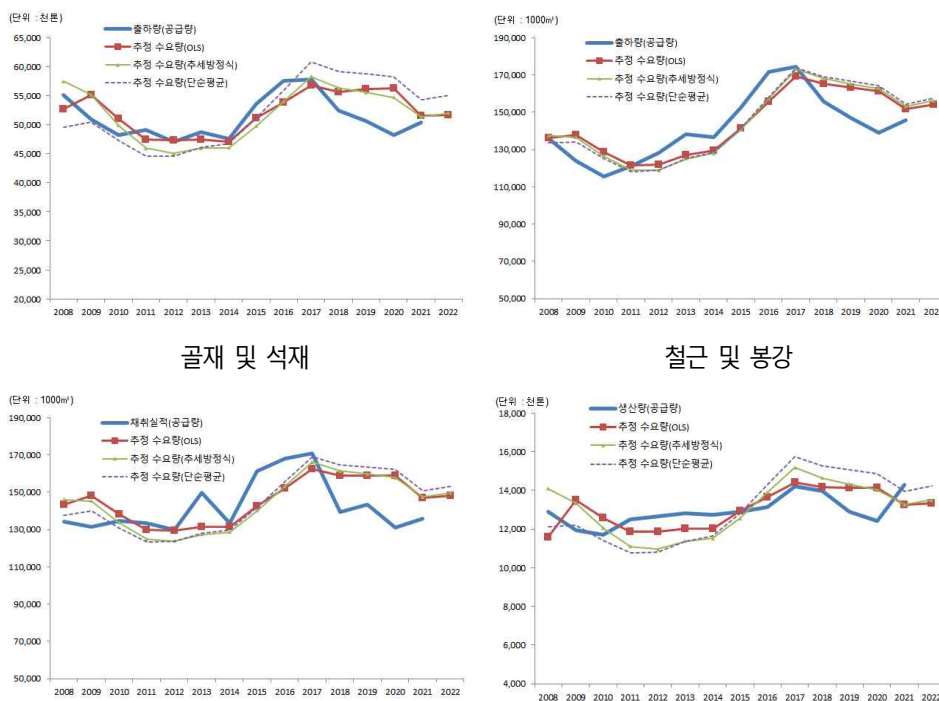 (단위 : 천톤)
65,000
60,000
55,000
50,000
45,000
40,000
35,000
30,000
25,000
20,000
출하량(공급량)
추정 수요량(OLS)
추정 수요량(추세방정식)
추정 수요량(단순평균)
2008 2009 2010 2011 2012 2013 2014 2015 2016 2017 2018 2019 2020 2021 2022
(단위 : 1000㎥)
190,000
170,000
150,000
130,000
110,000
90,000
70,000
50,000
출하량(공급량)
추정 수요량(OLS)
추정 수요량(추세방정식)
추정 수요량(단순평균)
2008 2009 2010 2011 2012 2013 2014 2015 2016 2017 2018 2019 2020 2021 2022
골재 및 석재
철근 및 봉강
(단위 : 1000㎥)
190,000
170,000
150,000
130,000
110,000
90,000
70,000
50,000
채취실적(공급량)
추정 수요량(OLS)
추정 수요량(추세방정식)
추정 수요량(단순평균)
2008 2009 2010 2011 2012 2013 2014 2015 2016 2017 2018 2019 2020 2021 2022
(단위 : 천톤)
18,000
16,000
14,000
12,000
10,000
8,000
6,000
4,000
생산량(공급량)
추정 수요량(OLS)
추정 수요량(추세방정식)
추정 수요량(단순평균)
2008 2009 2010 2011 2012 2013 2014 2015 2016 2017 2018 2019 2020 2021 2022